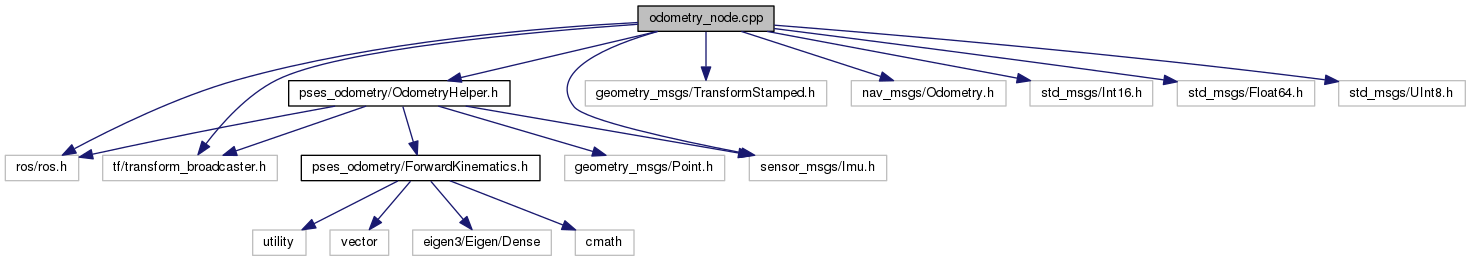 odometry_node.cpp
pses_odometry/OdometryHelper.h
geometry_msgs/TransformStamped.h
nav_msgs/Odometry.h
std_msgs/Int16.h
std_msgs/Float64.h
std_msgs/UInt8.h
ros/ros.h
tf/transform_broadcaster.h
pses_odometry/ForwardKinematics.h
geometry_msgs/Point.h
sensor_msgs/Imu.h
utility
vector
eigen3/Eigen/Dense
cmath